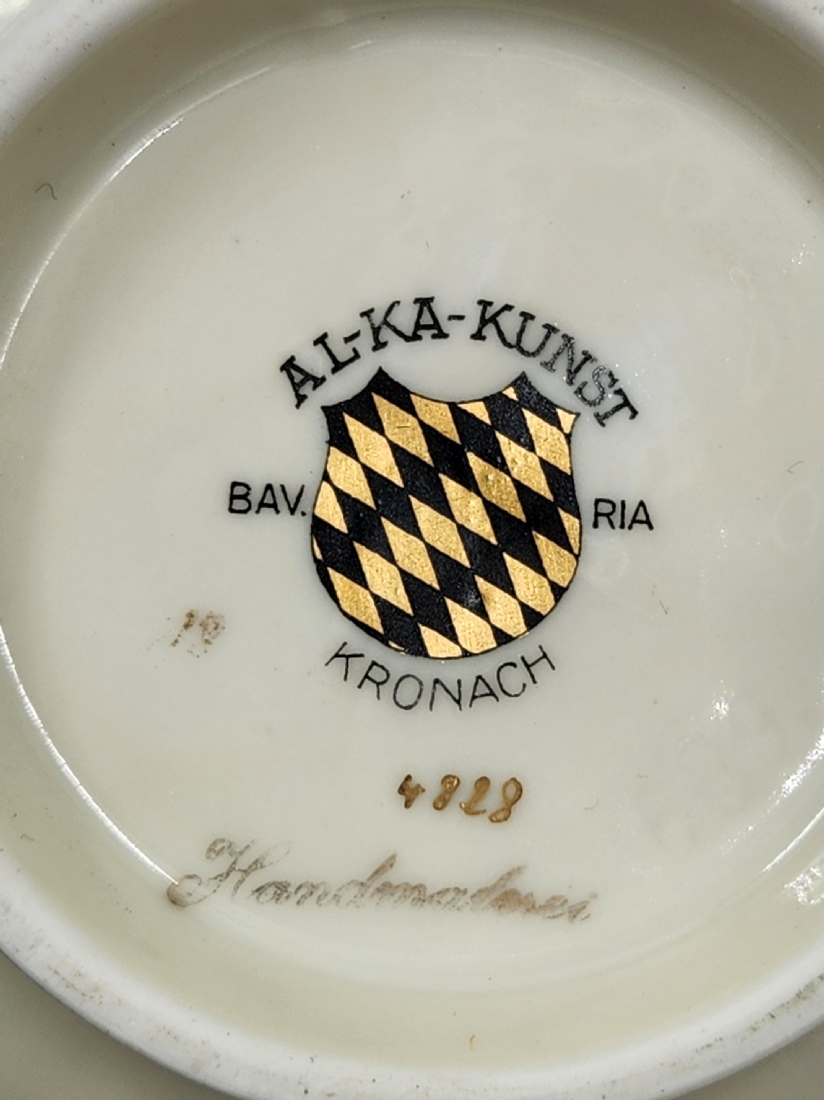 AL-KA-KUNST
BAV. RIA
KRONACH
4828
Handmalerei